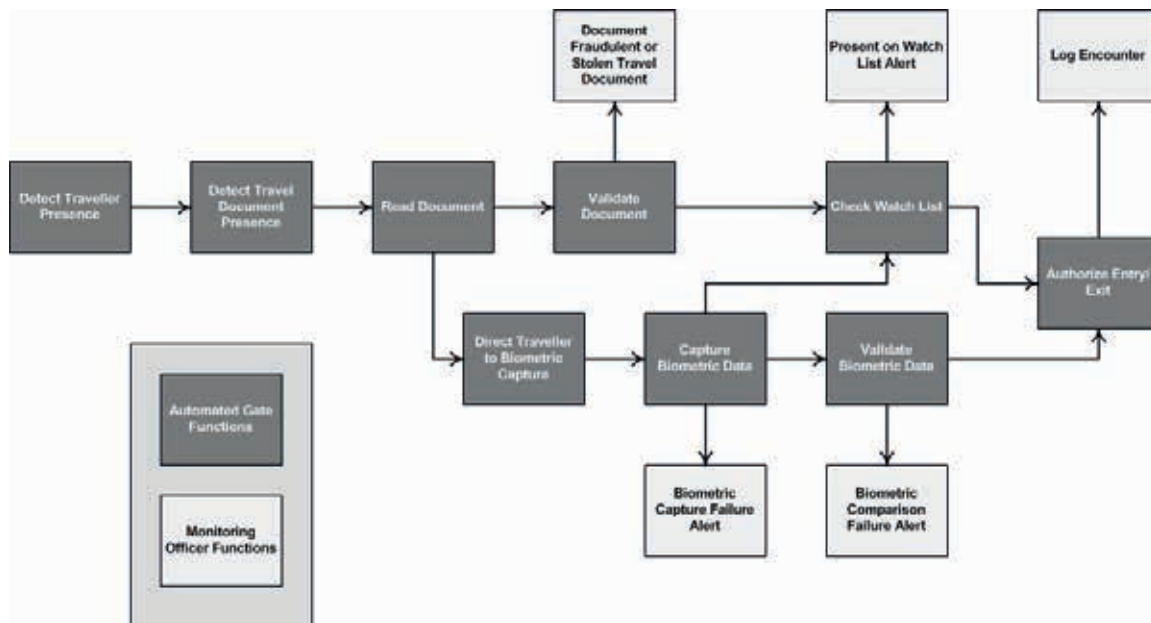 Document
Fraudulent or
Stolen Travel
Document
Present on Watch
List Alert
Log Encounter
Detect Traveller
Presence
Detect Travel
Document
Presence
Read Document
Validate
Document
Check Watch List
Authorize Entry/
Exit
Direct Traveller
to Biometric
Capture
Capture
Biometric Data
Validate
Biometric Data
Automated Gate
Functions
Monitoring
Officer Functions
Biometric
Capture Failure
Alert
Biometric
Comparison
Failure Alert